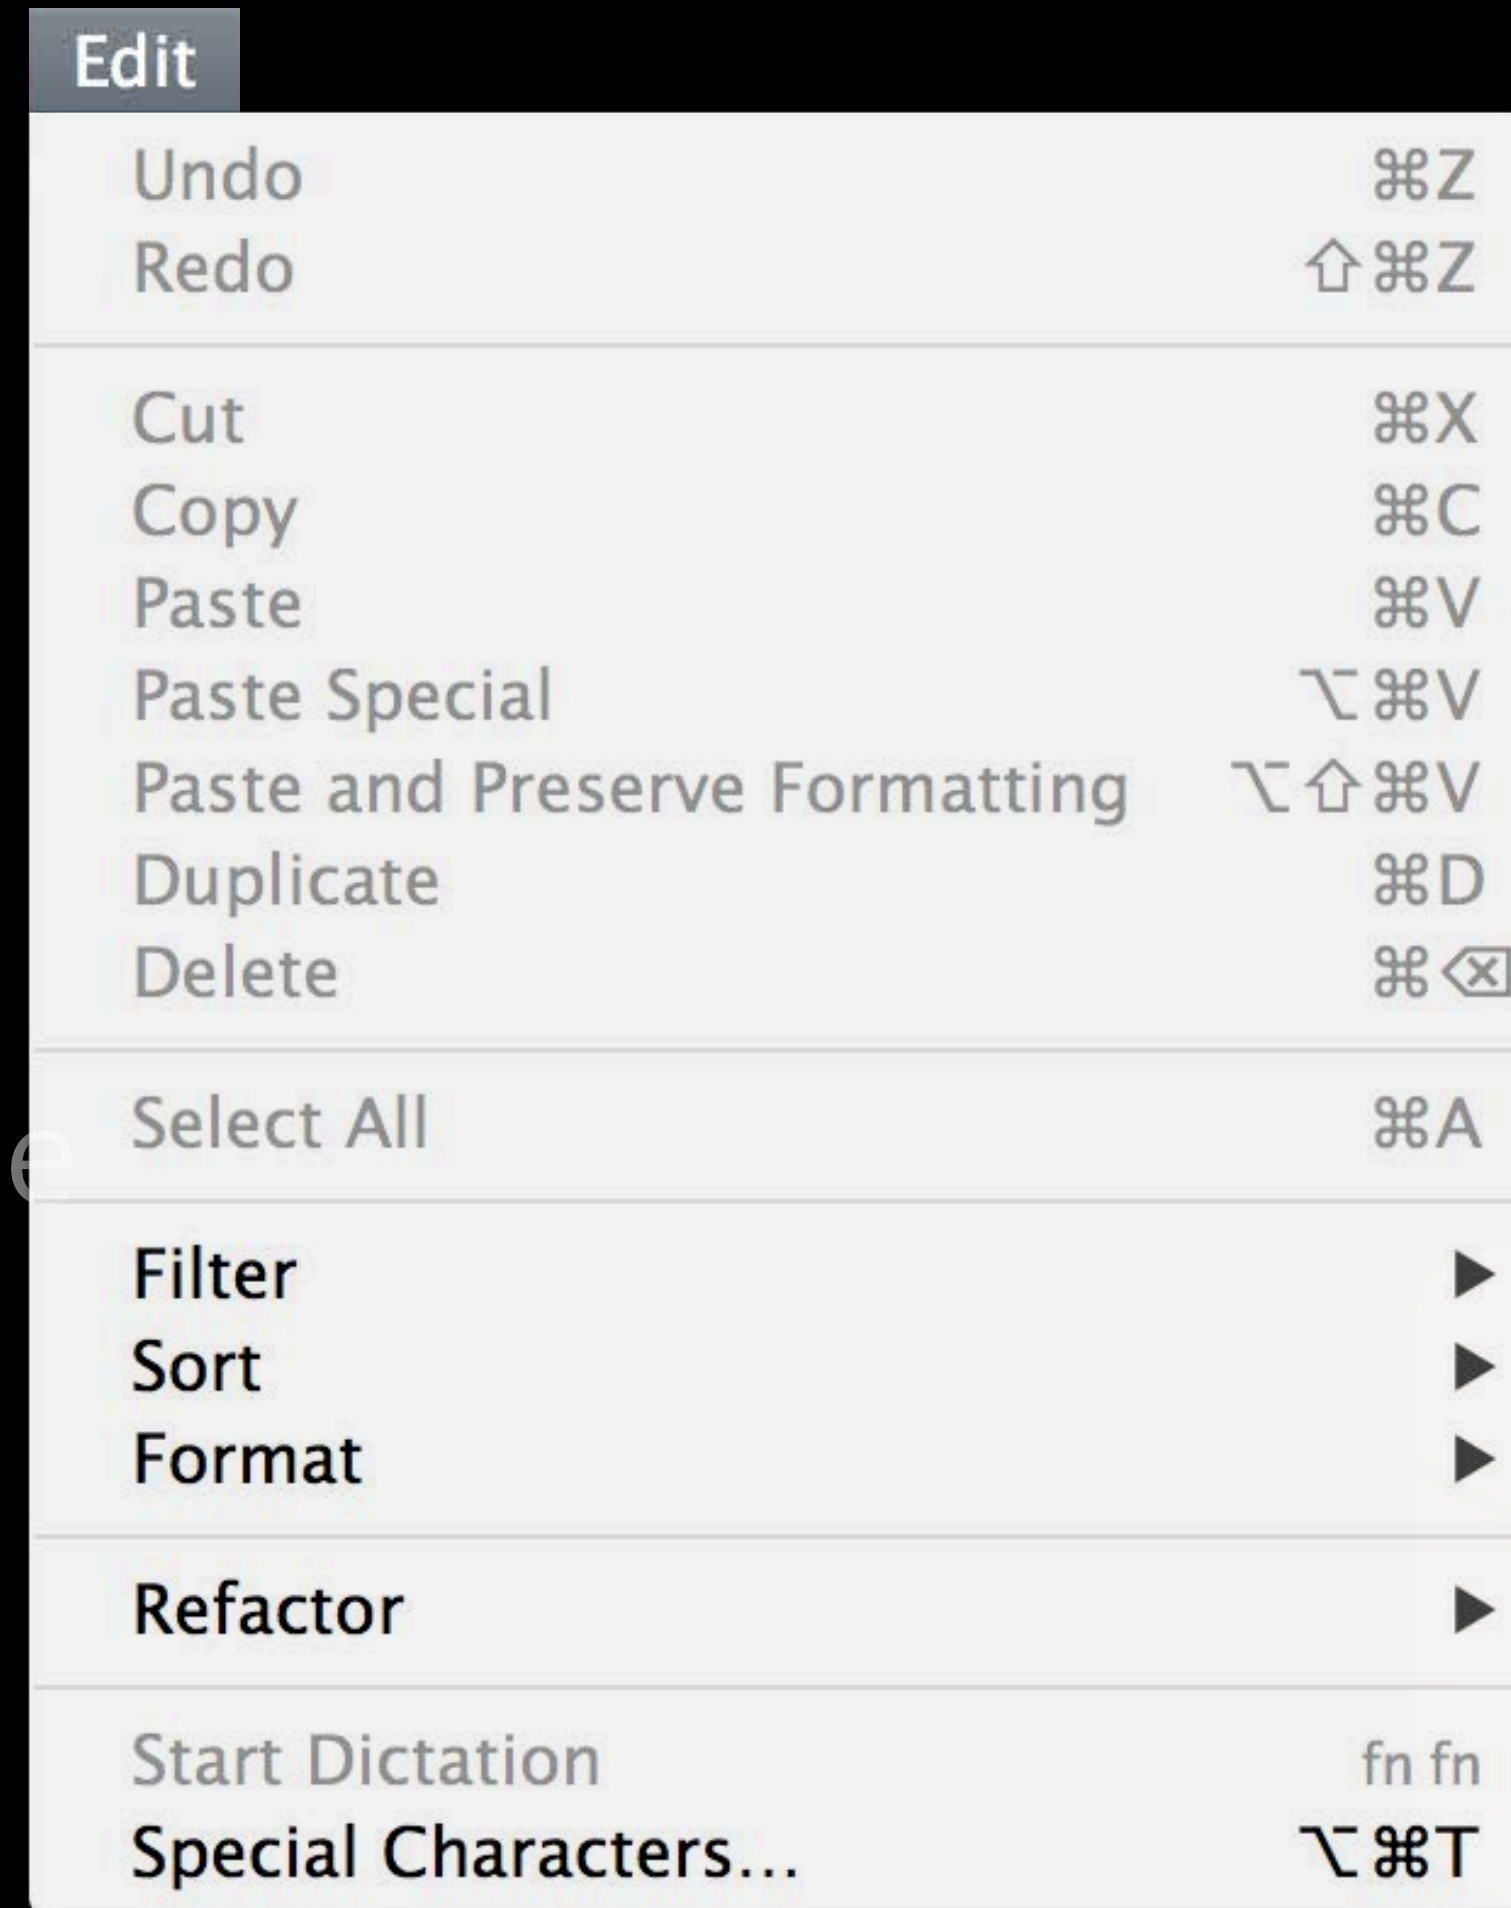 Edit
Undo ⌘Z
Redo ⇧⌘Z
Cut ⌘X
Copy ⌘C
Paste ⌘V
Paste Special ⌥⌘V
Paste and Preserve Formatting ⌥⇧⌘V
Duplicate ⌘D
Delete ⌘⌫
Select All ⌘A
e
Filter ▶
Sort ▶
Format ▶
Refactor ▶
Start Dictation fn fn
Special Characters... ⌥⌘T